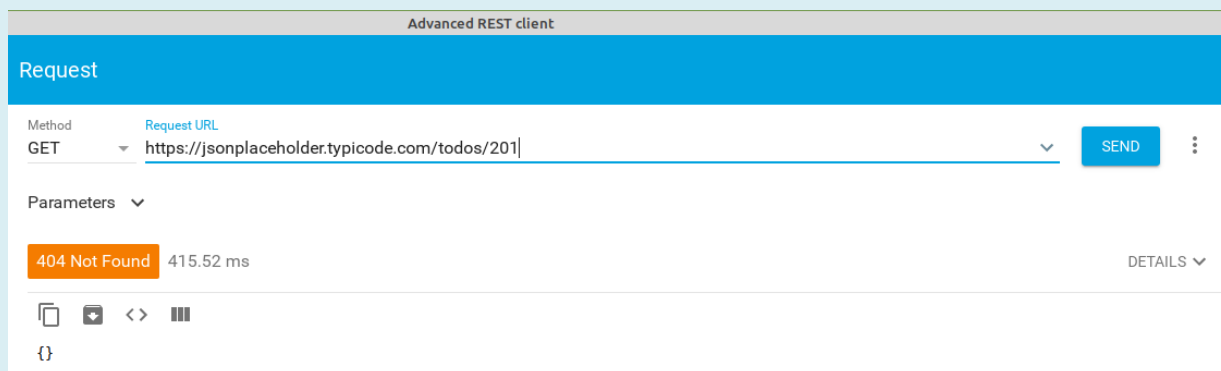 Advanced REST client
Request
Method Request URL
GET https://jsonplaceholder.typicode.com/todos/201 SEND
Parameters
404 Not Found 415.52 ms DETAILS
{}